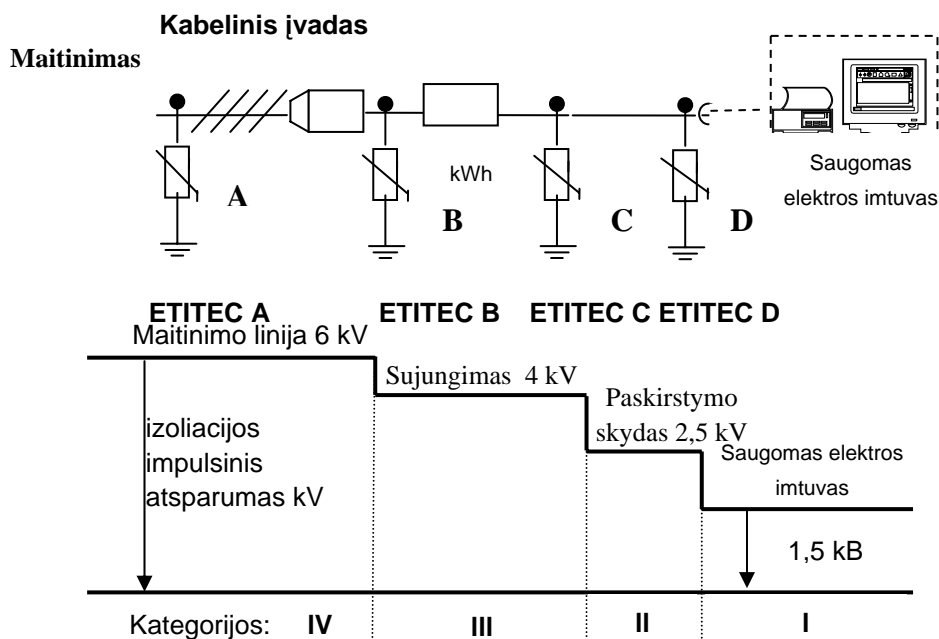 Kabelinis įvadas
Maitinimas
kWh
A
B
C
D
Saugomas
elektros imtuvas
ETITEC A
ETITEC B
ETITEC C
ETITEC D
Maitinimo linija 6 kV
Sujungimas 4 kV
Paskirstymo
skydas 2,5 kV
Saugomas elektros
imtuvas
izoliacijos
impulsinis
atsparumas kV
1,5 kB
Kategorijos: IV III II I